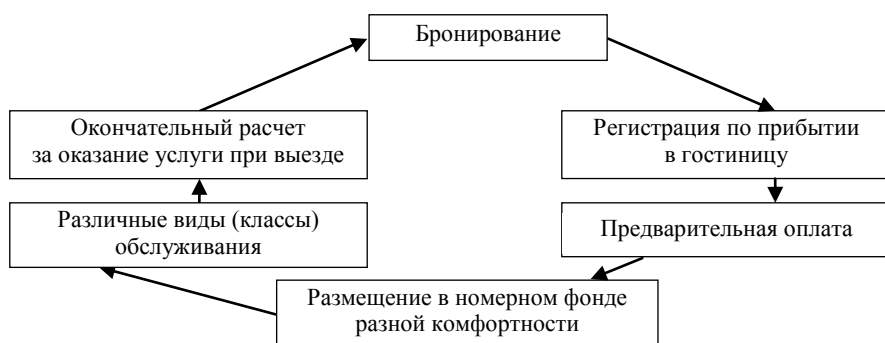 Бронирование
Окончательный расчет
за оказание услуги при выезде
Регистрация по прибытии
в гостиницу
Различные виды (классы)
обслуживания
Предварительная оплата
Размещение в номерном фонде
разной комфортности